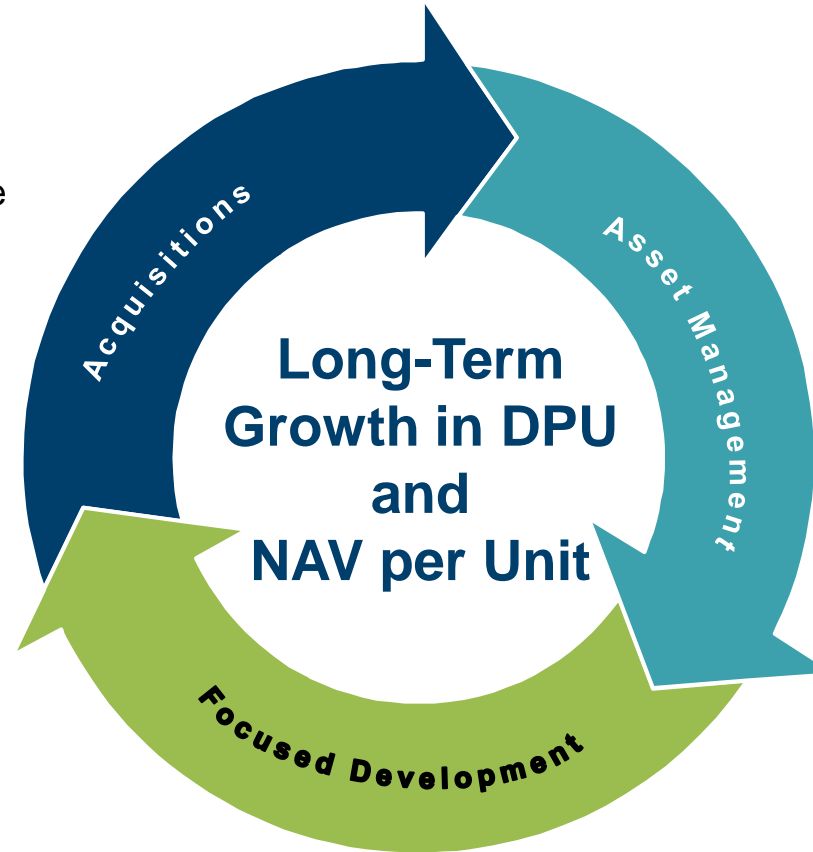 e
Acquisitions
Asset Management
Long-Term
Growth in DPU
and
NAV per Unit
Focused Development